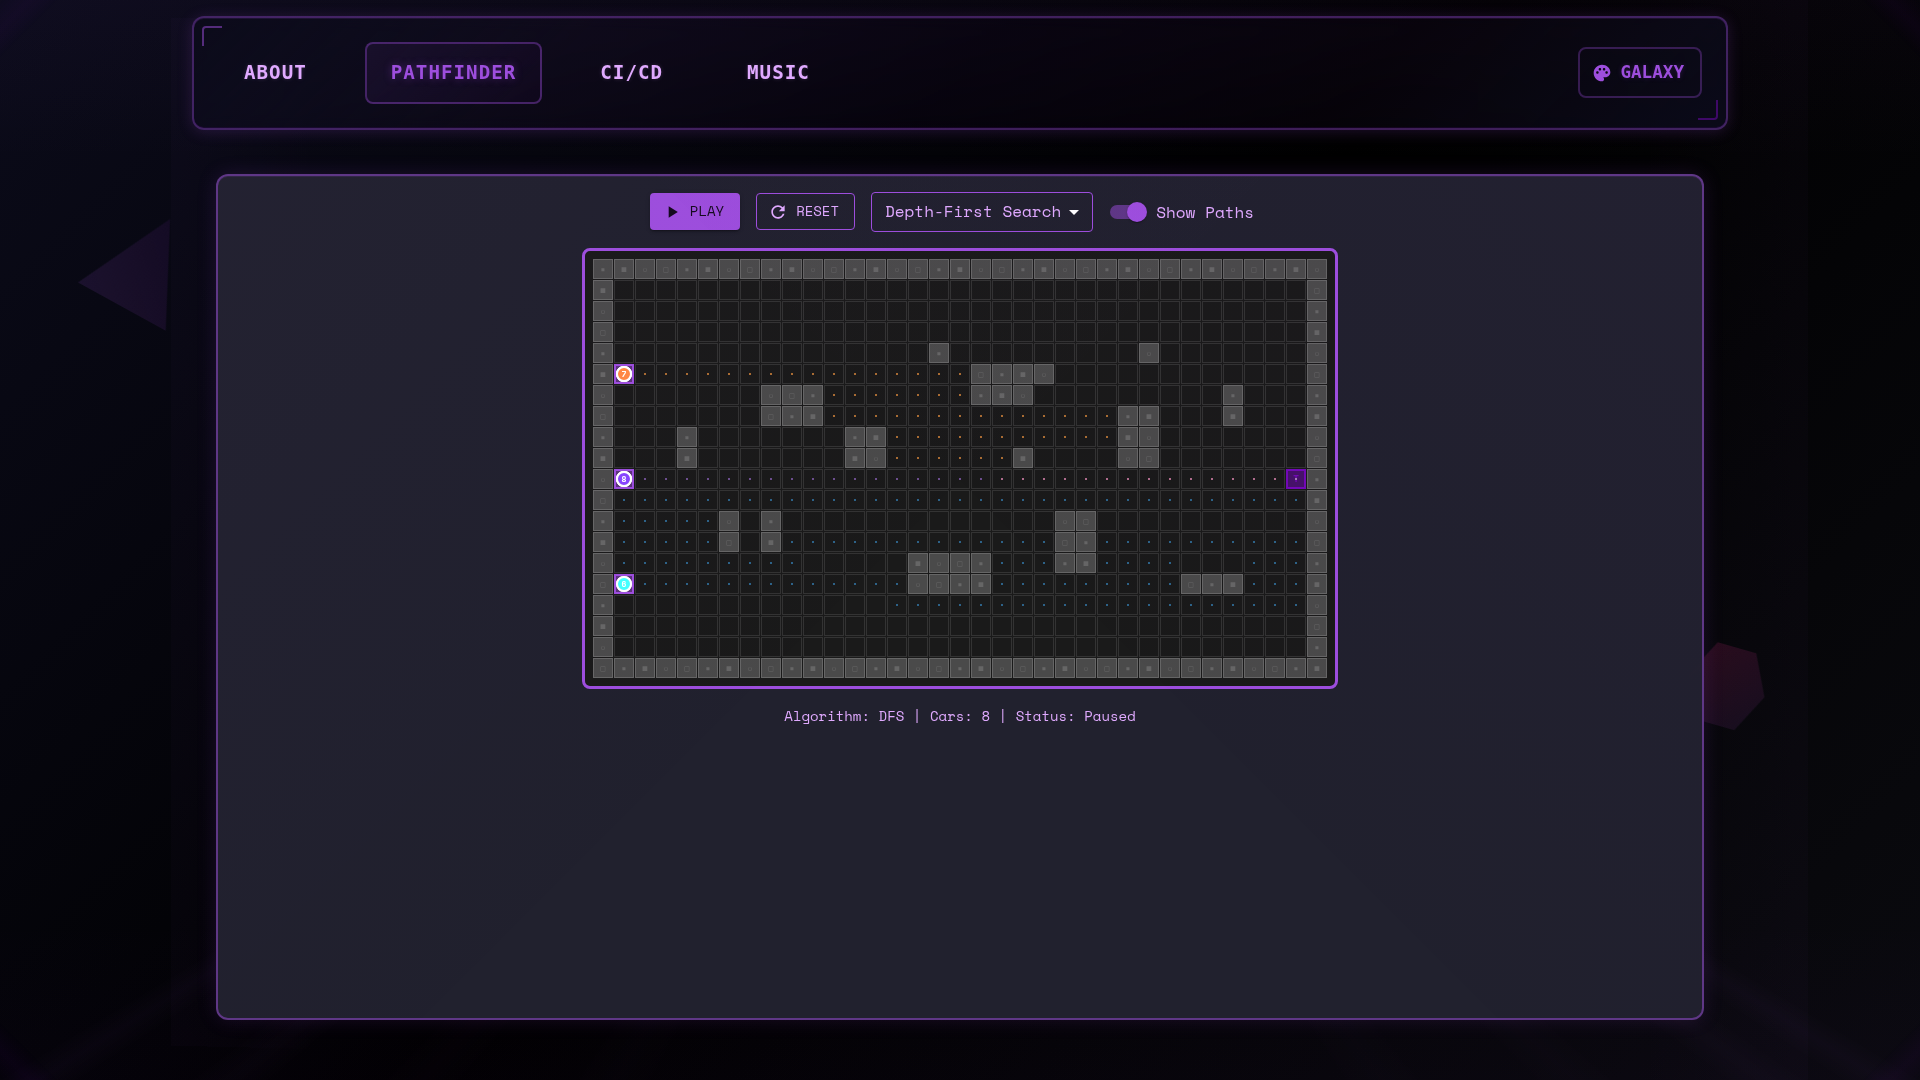 ABOUT
PATHFINDER
CI/CD
MUSIC
GALAXY
PLAY
RESET
Depth-First Search
Show Paths
7
8
6
Algorithm: DFS | Cars: 8 | Status: Paused